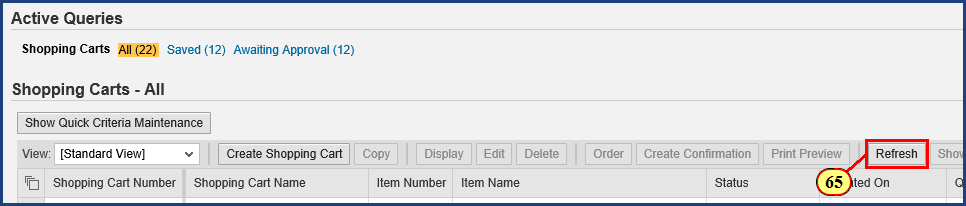 Active Queries
Shopping Carts All (22) Saved (12) Awaiting Approval (12)
Shopping Carts - All
Show Quick Criteria Maintenance
View: [Standard View] Create Shopping Cart Copy Display Edit Delete Order Create Confirmation Print Preview Refresh Show
Shopping Cart Number Shopping Cart Name Item Number Item Name Status 65 ted On Q